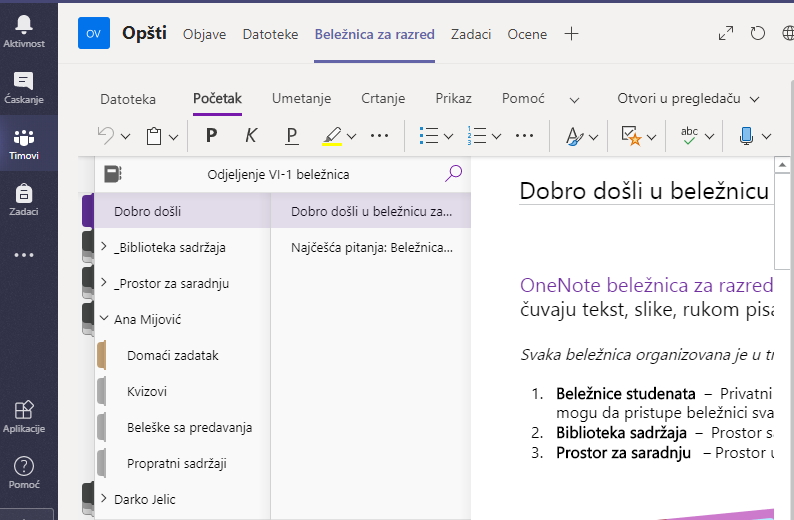 Aktivnost
Ćaskanje
Timovi
Zadaci
Aplikacije
Pomoć
OV Opšti Objave Datoteke Beležnica za razred Zadaci Ocene
Datoteka Početak Umetanje Crtanje Prikaz Pomoć Otvori u pregledaču
P K P abc
Odjeljenje VI-1 beležnica
Dobro došli
_Biblioteka sadržaja
_Prostor za saradnju
Ana Mijović
Domaći zadatak
Kvizovi
Beleške sa predavanja
Propratni sadržaji
Darko Jelic
Dobro došli u beležnicu za...
Najčešća pitanja: Beležnica...
Dobro došli u beležnicu
OneNote beležnica za razred
čuvaju tekst, slike, rukom pisa
Svaka beležnica organizovana je u tr
1. Beležnice studenata – Privatni
mogu da pristupe beležnici sva
2. Biblioteka sadržaja – Prostor sa
3. Prostor za saradnju – Prostor u